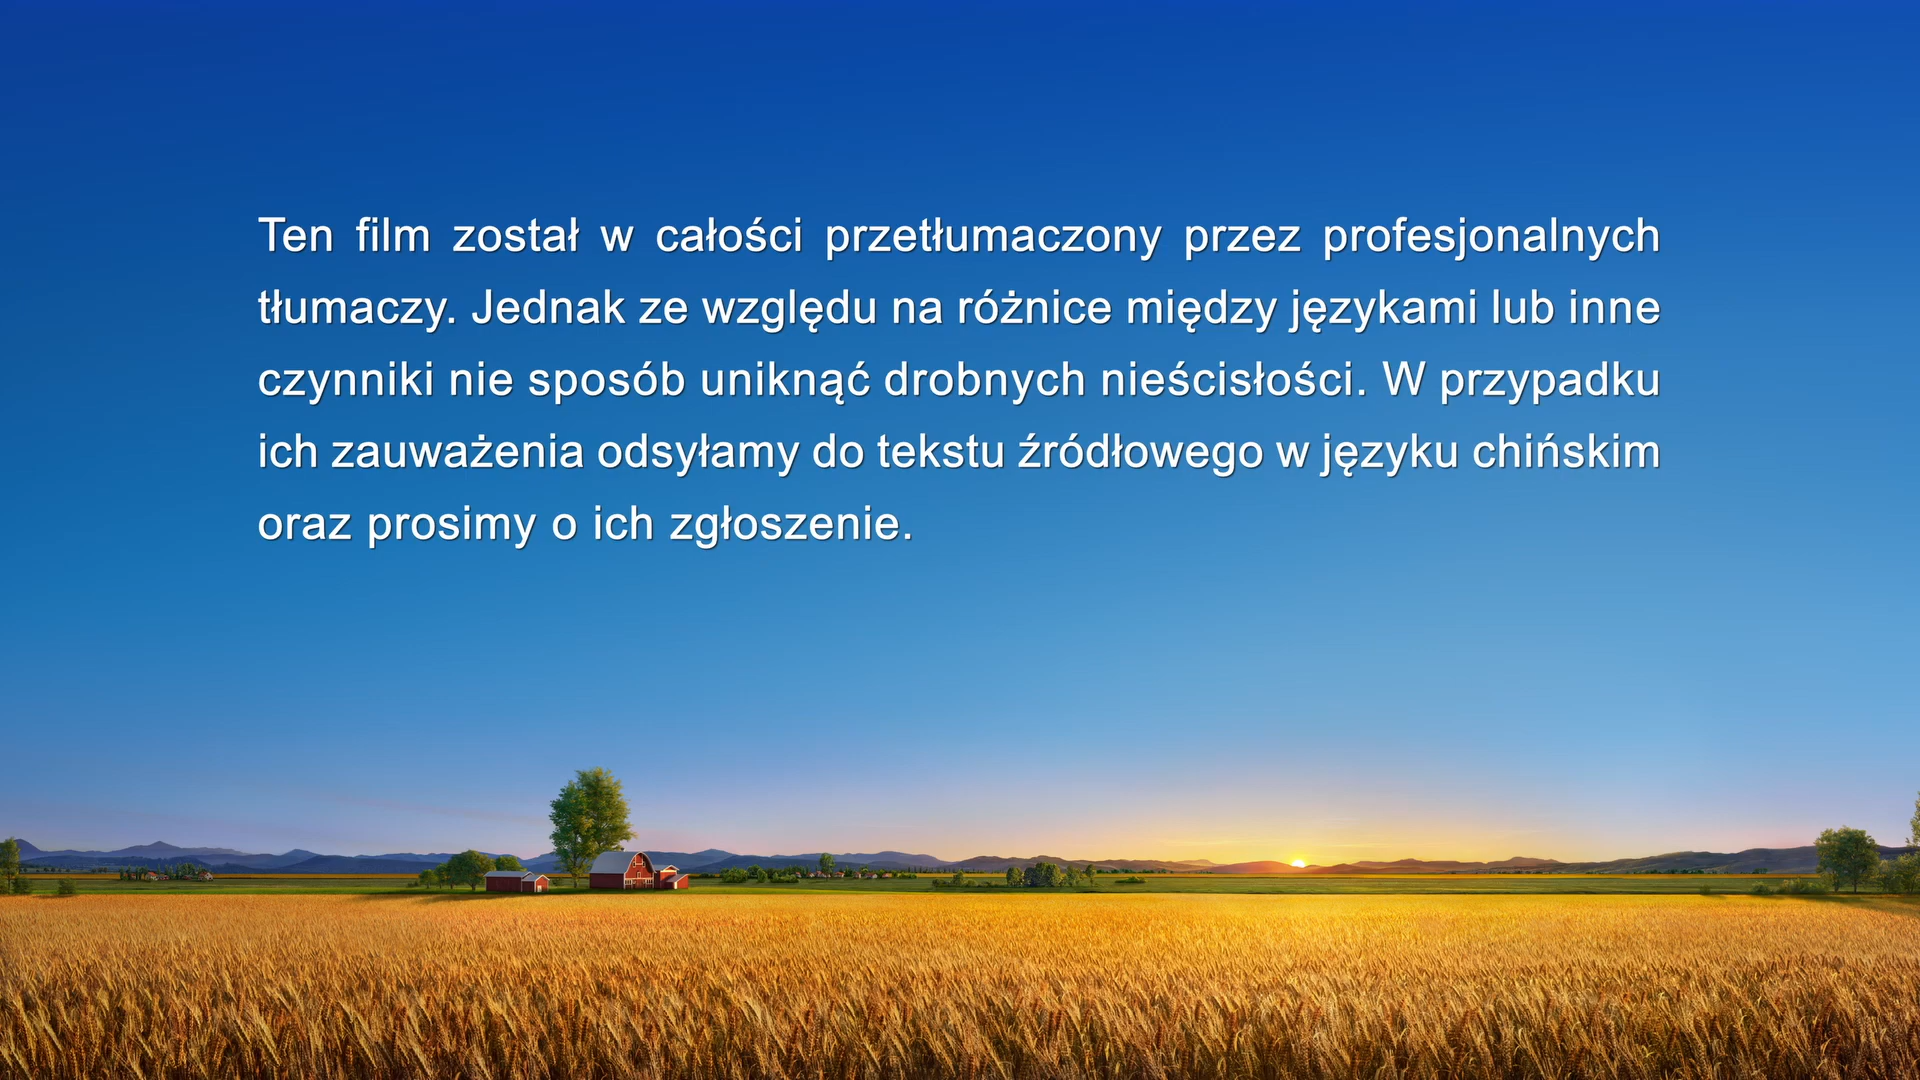 Ten film został w całości przetłumaczony przez profesjonalnych
tłumaczy. Jednak ze względu na różnice między językami lub inne
czynniki nie sposób uniknąć drobnych nieścisłości. W przypadku
ich zauważenia odsyłamy do tekstu źródłowego w języku chińskim
oraz prosimy o ich zgłoszenie.